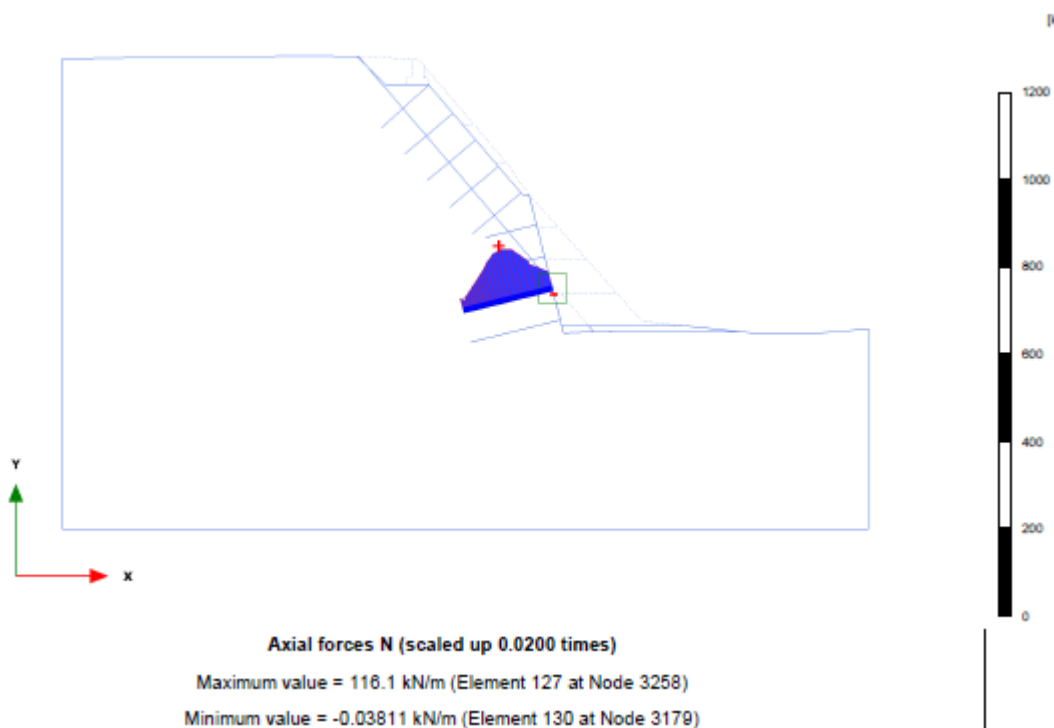 1200
1000
800
600
400
200
0
Y
X
Axial forces N (scaled up 0.0200 times)
Maximum value = 116.1 kN/m (Element 127 at Node 3258)
Minimum value = -0.03811 kN/m (Element 130 at Node 3179)